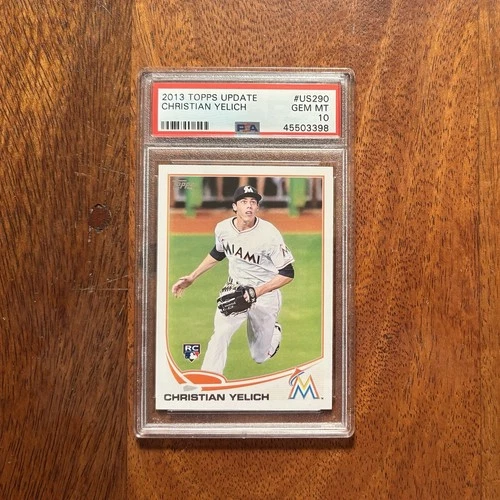 2013 TOPPS UPDATE #US290
CHRISTIAN YELICH GEM MT
10
PSA 45503398
MIAMI
RC
M
CHRISTIAN YELICH